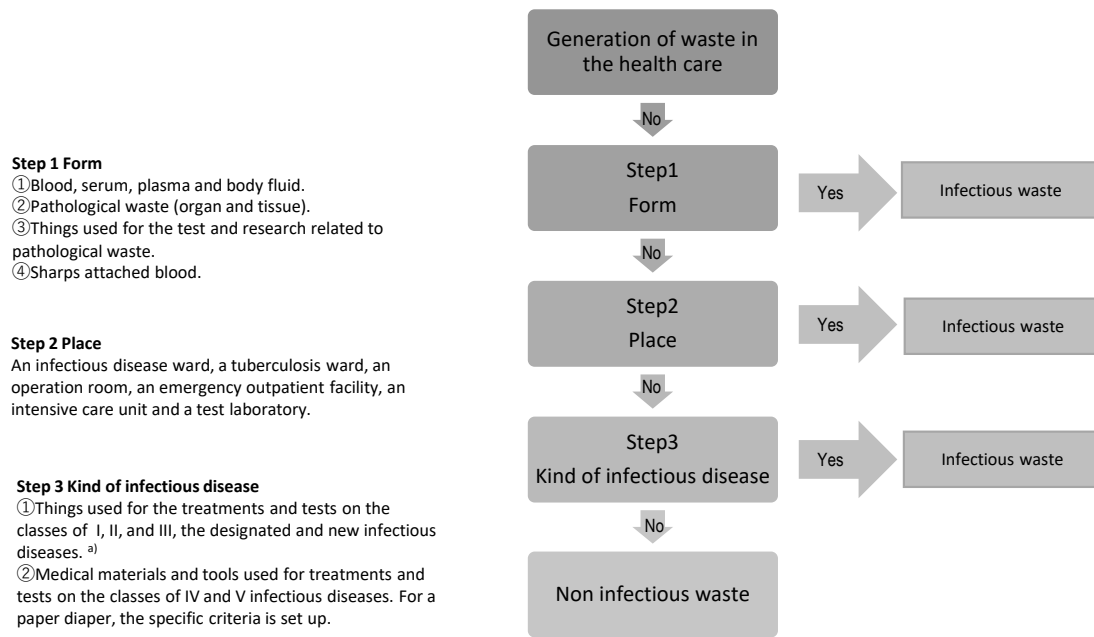 Generation of waste in
the health care
No
Step 1 Form
①Blood, serum, plasma and body fluid.
②Pathological waste (organ and tissue).
③Things used for the test and research related to
pathological waste.
④Sharps attached blood.
Step1
Form
Yes
Infectious waste
No
Step 2 Place
An infectious disease ward, a tuberculosis ward, an
operation room, an emergency outpatient facility, an
intensive care unit and a test laboratory.
Step2
Place
Yes
Infectious waste
No
Step 3 Kind of infectious disease
①Things used for the treatments and tests on the
classes of I, II, and III, the designated and new infectious
diseases. a)
②Medical materials and tools used for treatments and
tests on the classes of IV and V infectious diseases. For a
paper diaper, the specific criteria is set up.
Step3
Kind of infectious disease
Yes
Infectious waste
No
Non infectious waste